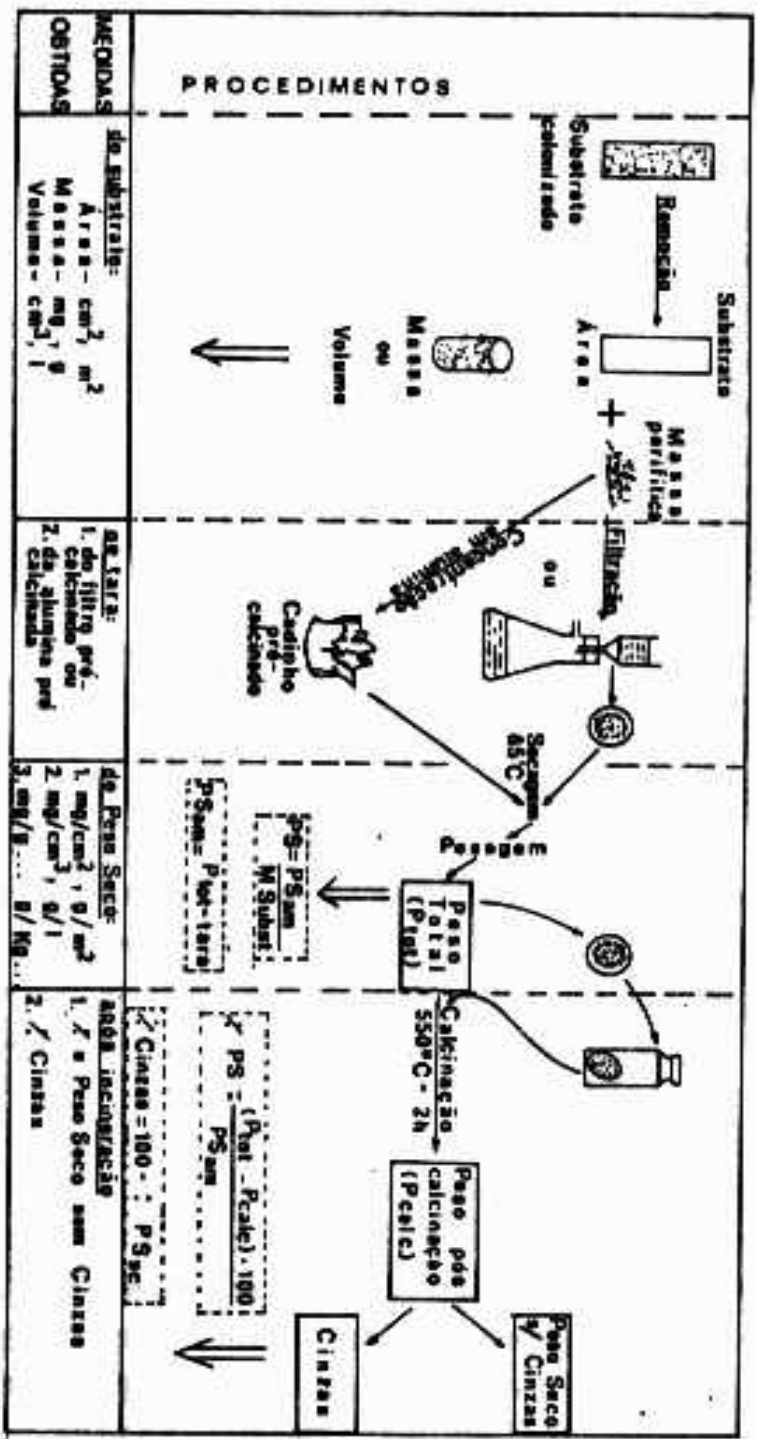 PROCEDIMENTOS
Substrato
colonizado
Remoção
Substrato
Área
+
Massa
perifítica
Massa
ou
Volume
Filtração
ou
Cadinho
pré-
calcinado
Secagem
65°C
Pesagem
Peso
Total
(Ptot)
PS = PSam
M Subst.
PSam = Ptot-tara
Calcinação
550°C - 2h
Peso pós
calcinação
(Pcalc.)
Peso Seco
s/ Cinzas
Cinzas
% PS = (Ptot - Pcalc) . 100
PSam
% Cinzas = 100 -
MEDIDAS
OBTIDAS
do substrato:
Área - cm², m²
Massa - mg, g
Volume - cm³, l
de tara:
1. do filtro pré-
calcinado ou
2. da alumina pré
calcinada
do Peso Seco:
1. mg/cm², g/m²
2. mg/cm³, g/l
3. mg/g ... g/Kg...
após incineração
1. % Peso Seco sem Cinzas
2. % Cinzas